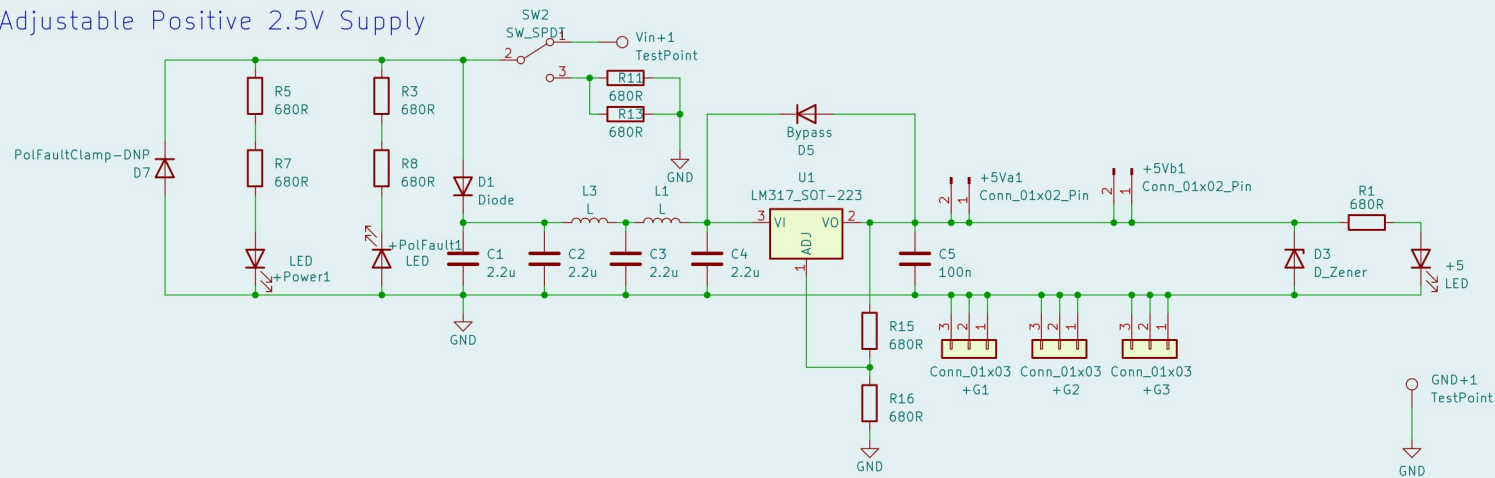 Adjustable Positive 2.5V Supply
SW2
SW_SPDT
1
2
3
Vin+1
TestPoint
R11
680R
R13
680R
GND
R5
680R
R3
680R
R7
680R
R8
680R
PolFaultClamp-DNP
D7
D1
Diode
LED
+Power1
+PolFault1
LED
C1
2.2u
C2
2.2u
C3
2.2u
C4
2.2u
L3
L
L1
L
GND
Bypass
D5
U1
LM317_SOT-223
3
VI
VO
2
ADJ
1
C5
100n
+5Va1
Conn_01x02_Pin
2
1
+5Vb1
Conn_01x02_Pin
2
1
R1
680R
D3
D_Zener
+5
LED
R15
680R
R16
680R
GND
3
2
1
Conn_01x03
+G1
3
2
1
Conn_01x03
+G2
3
2
1
Conn_01x03
+G3
GND+1
TestPoint
GND